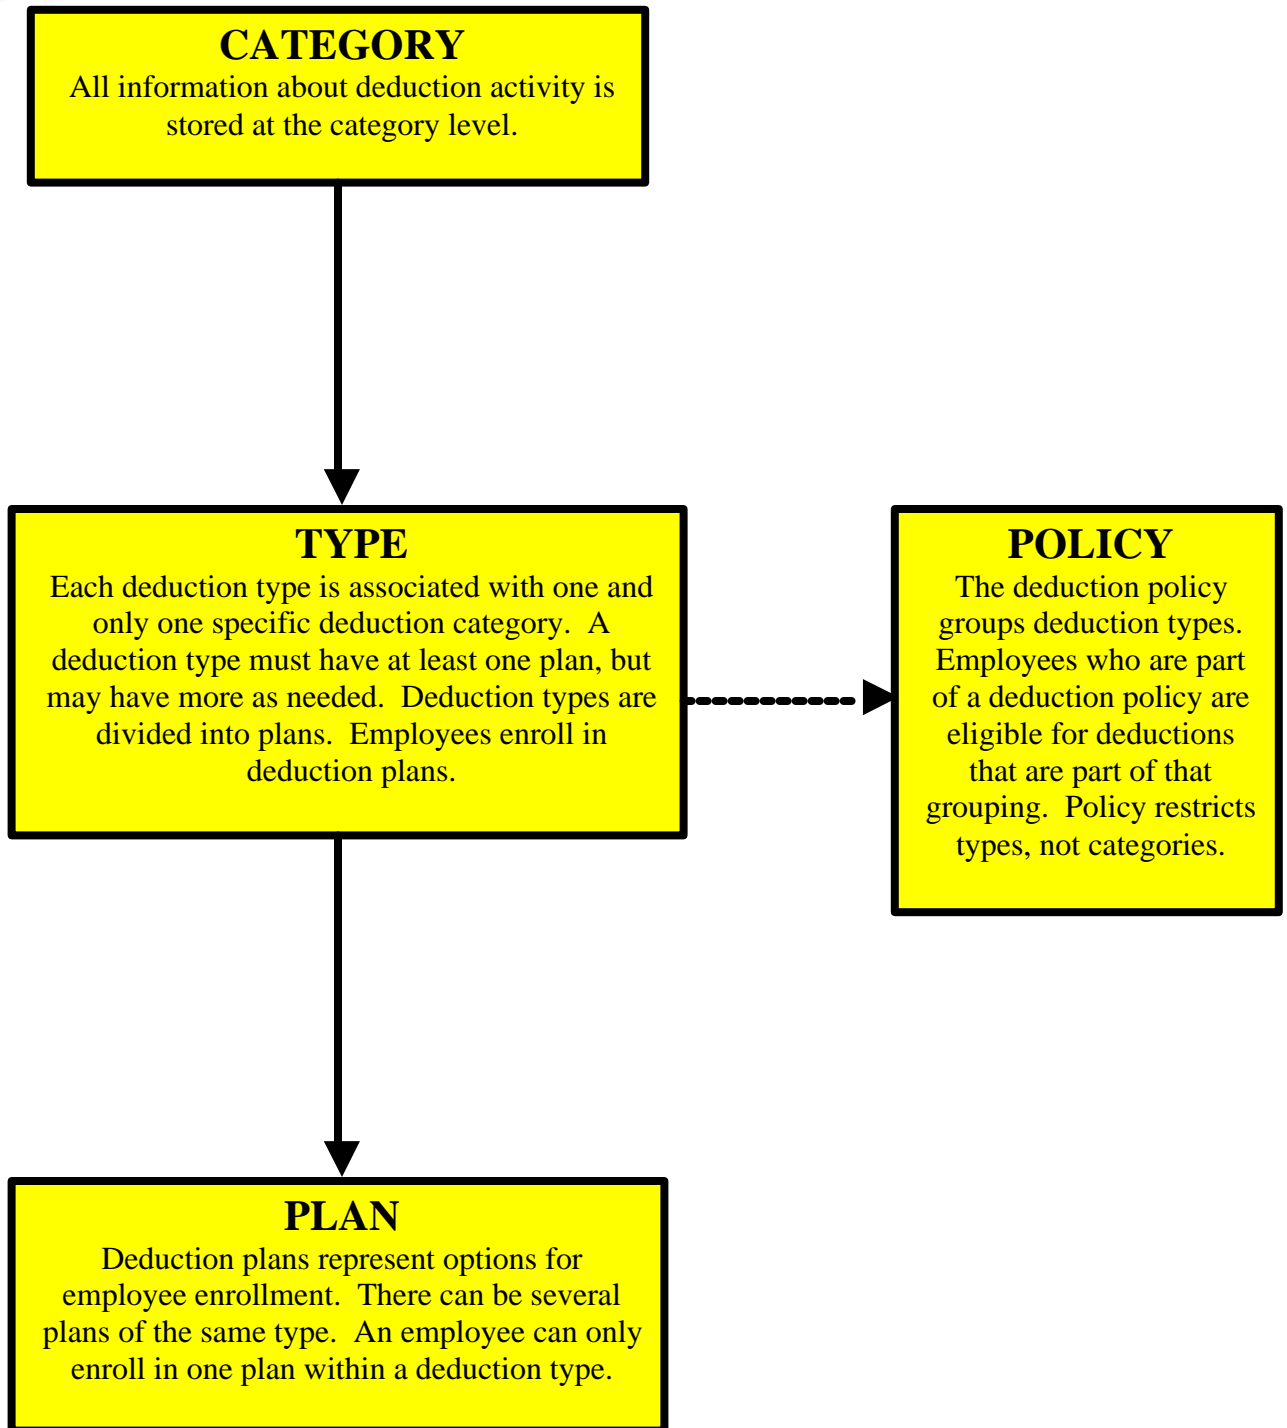 CATEGORY
All information about deduction activity is
stored at the category level.
TYPE
Each deduction type is associated with one and
only one specific deduction category.  A
deduction type must have at least one plan, but
may have more as needed.  Deduction types are
divided into plans.  Employees enroll in
deduction plans.
POLICY
The deduction policy
groups deduction types.
Employees who are part
of a deduction policy are
eligible for deductions
that are part of that
grouping.  Policy restricts
types, not categories.
PLAN
Deduction plans represent options for
employee enrollment.  There can be several
plans of the same type.  An employee can only
enroll in one plan within a deduction type.